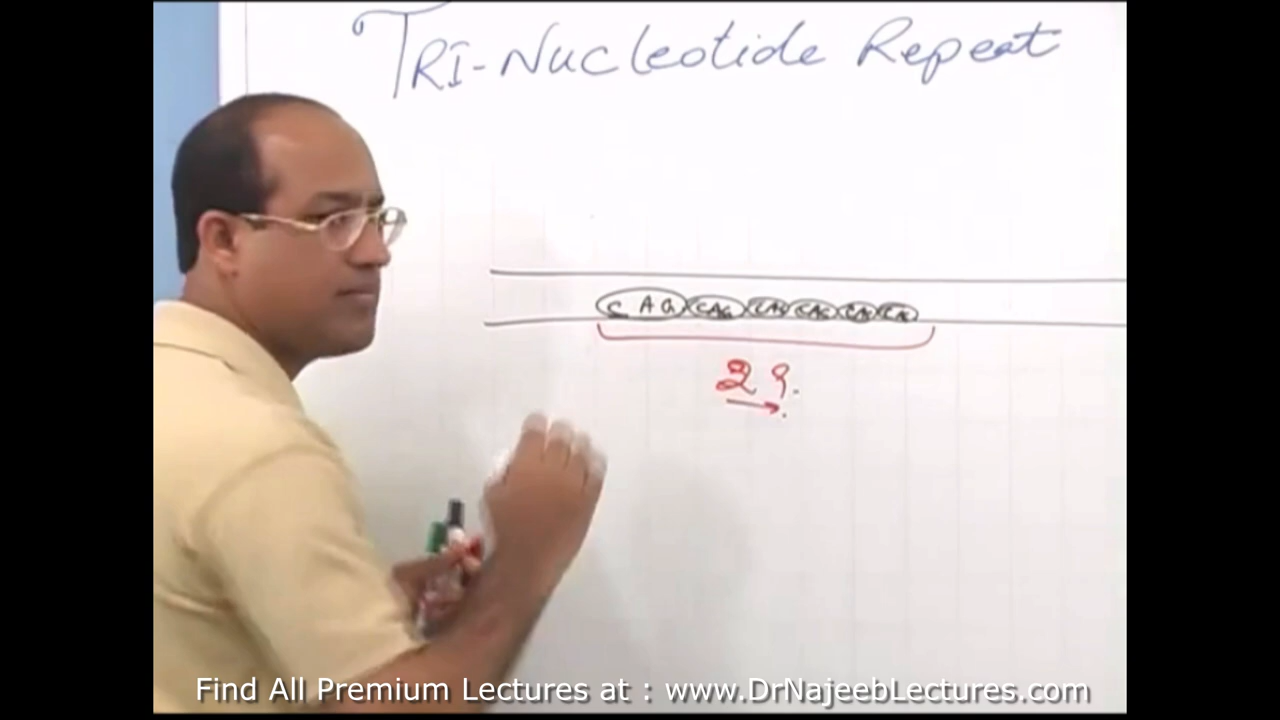 TRI-Nucleotide Repeat
CAG CAG CAG CAG CAG CAG
29.
Find All Premium Lectures at : www.DrNajeebLectures.com